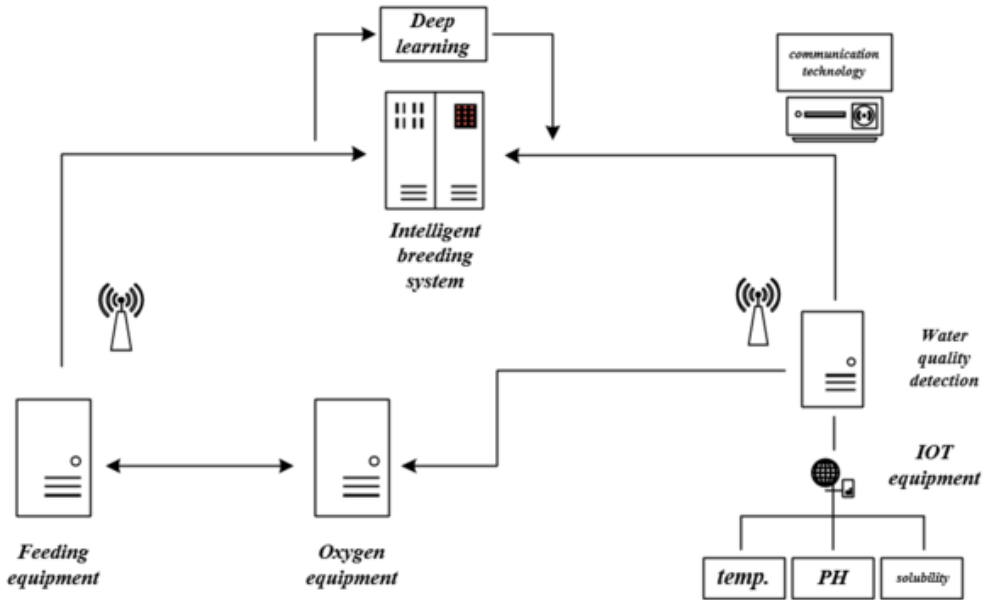 Deep
learning
communication
technology
Intelligent
breeding
system
Water
quality
detection
IOT
equipment
Feeding
equipment
Oxygen
equipment
temp.
PH
solubility